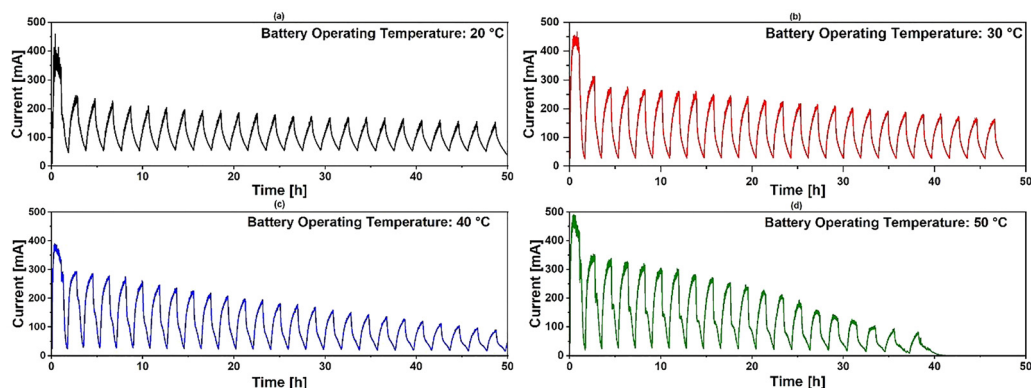 (a)
Battery Operating Temperature: 20 °C
Current [mA]
500
400
300
200
100
0
0 10 20 30 40 50
Time [h]
(b)
Battery Operating Temperature: 30 °C
Current [mA]
500
400
300
200
100
0
0 10 20 30 40 50
Time [h]
(c)
Battery Operating Temperature: 40 °C
Current [mA]
500
400
300
200
100
0
0 10 20 30 40 50
Time [h]
(d)
Battery Operating Temperature: 50 °C
Current [mA]
500
400
300
200
100
0
0 10 20 30 40 50
Time [h]